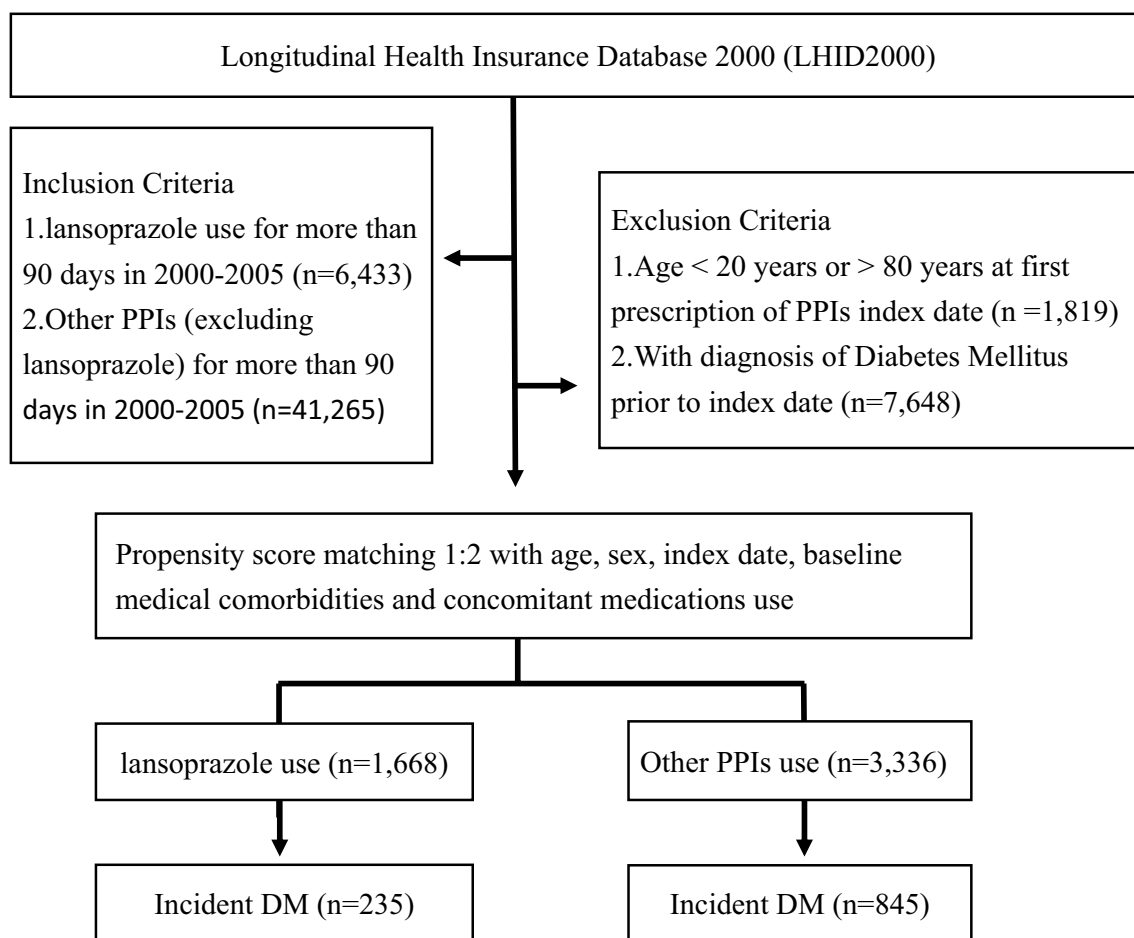 Longitudinal Health Insurance Database 2000 (LHID2000)
Inclusion Criteria
1.lansoprazole use for more than
90 days in 2000-2005 (n=6,433)
2.Other PPIs (excluding
lansoprazole) for more than 90
days in 2000-2005 (n=41,265)
Exclusion Criteria
1.Age < 20 years or > 80 years at first
prescription of PPIs index date (n =1,819)
2.With diagnosis of Diabetes Mellitus
prior to index date (n=7,648)
Propensity score matching 1:2 with age, sex, index date, baseline
medical comorbidities and concomitant medications use
lansoprazole use (n=1,668)
Other PPIs use (n=3,336)
Incident DM (n=235)
Incident DM (n=845)